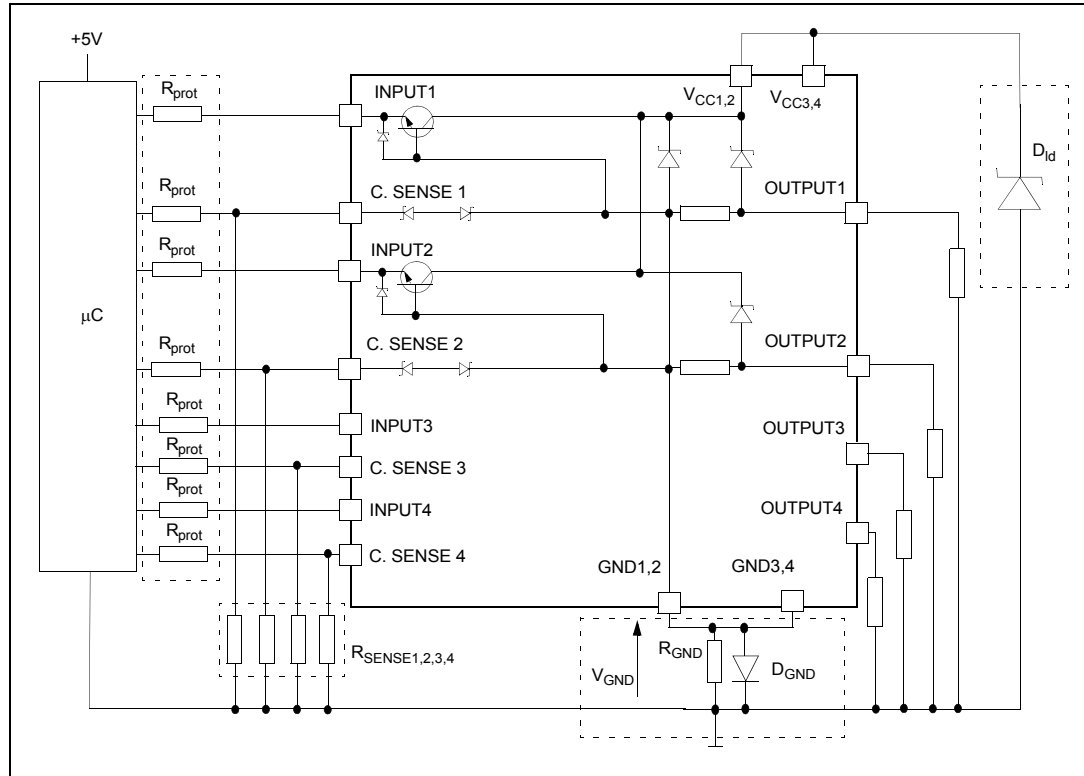 +5V
Rprot
INPUT1
VCC1,2
VCC3,4
Dld
Rprot
C. SENSE 1
OUTPUT1
Rprot
INPUT2
μC
Rprot
C. SENSE 2
OUTPUT2
Rprot
INPUT3
OUTPUT3
Rprot
C. SENSE 3
Rprot
INPUT4
OUTPUT4
Rprot
C. SENSE 4
GND1,2
GND3,4
RSENSE1,2,3,4
VGND
RGND
DGND